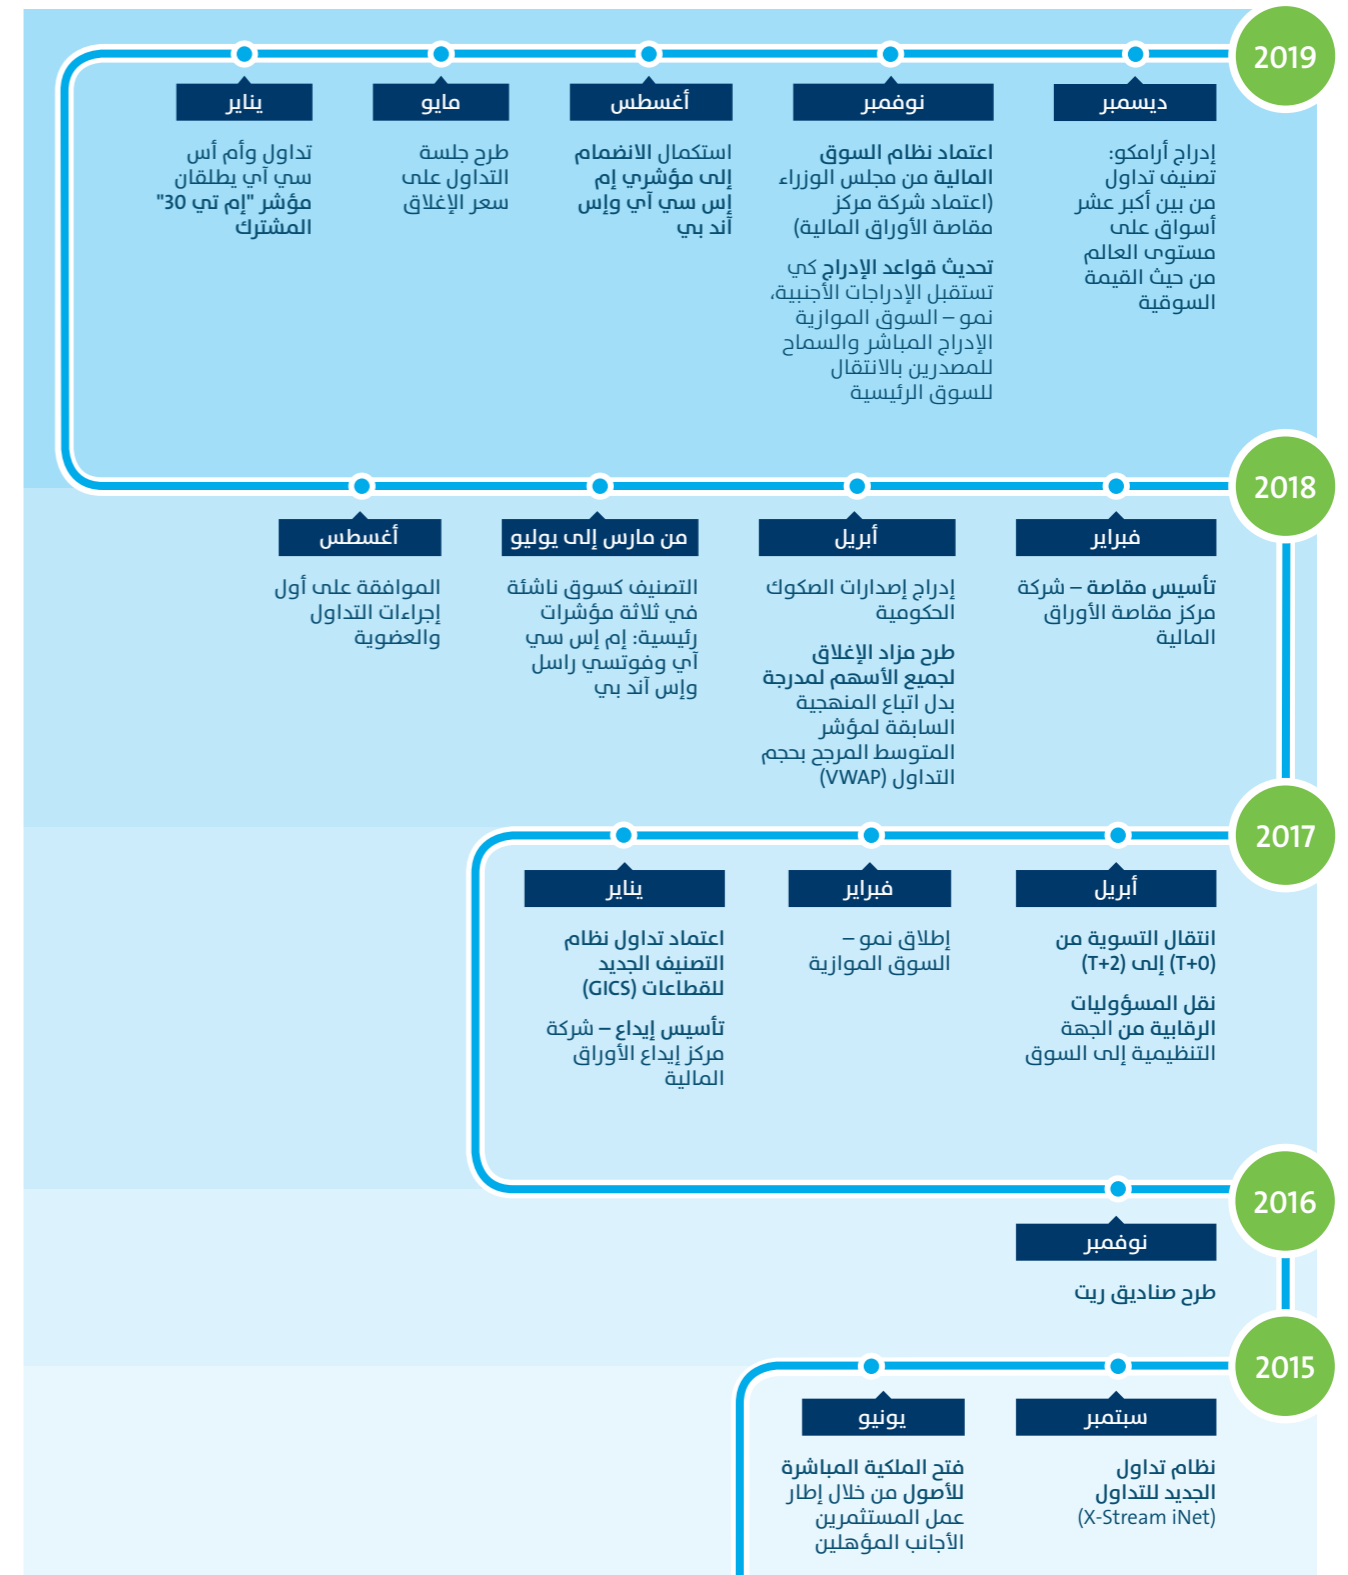 2019
ديسمبر
إدراج أرامكو:
تصنيف تداول
من بين أكبر عشر
أسواق على
مستوى العالم
من حيث القيمة
السوقية
نوفمبر
اعتماد نظام السوق
المالية من مجلس الوزراء
(اعتماد شركة مركز
مقاصة الأوراق المالية)
تحديث قواعد الإدراج كي
تستقبل الإدراجات الأجنبية،
نمو – السوق الموازية
الإدراج المباشر والسماح
للمصدرين بالانتقال
للسوق الرئيسية
أغسطس
استكمال الانضمام
إلى مؤشري إم
إس سي آي وإس
آند بي
مايو
طرح جلسة
التداول على
سعر الإغلاق
يناير
تداول وأم أس
سي آي يطلقان
مؤشر "إم تي 30"
المشترك
2018
فبراير
تأسيس مقاصة – شركة
مركز مقاصة الأوراق
المالية
أبريل
إدراج إصدارات الصكوك
الحكومية
طرح مزاد الإغلاق
لجميع الأسهم لمدرجة
بدل اتباع المنهجية
السابقة لمؤشر
المتوسط المرجح بحجم
التداول (VWAP)
من مارس إلى يوليو
التصنيف كسوق ناشئة
في ثلاثة مؤشرات
رئيسية: إم إس سي
آي وفوتسي راسل
وإس آند بي
أغسطس
الموافقة على أول
إجراءات التداول
والعضوية
2017
أبريل
انتقال التسوية من
(T+0) إلى (T+2)
نقل المسؤوليات
الرقابية من الجهة
التنظيمية إلى السوق
فبراير
إطلاق نمو –
السوق الموازية
يناير
اعتماد تداول نظام
التصنيف الجديد
للقطاعات (GICS)
تأسيس إيداع – شركة
مركز إيداع الأوراق
المالية
2016
نوفمبر
طرح صناديق ريت
2015
سبتمبر
نظام تداول
الجديد للتداول
(X-Stream iNet)
يونيو
فتح الملكية المباشرة
للأصول من خلال إطار
عمل المستثمرين
الأجانب المؤهلين